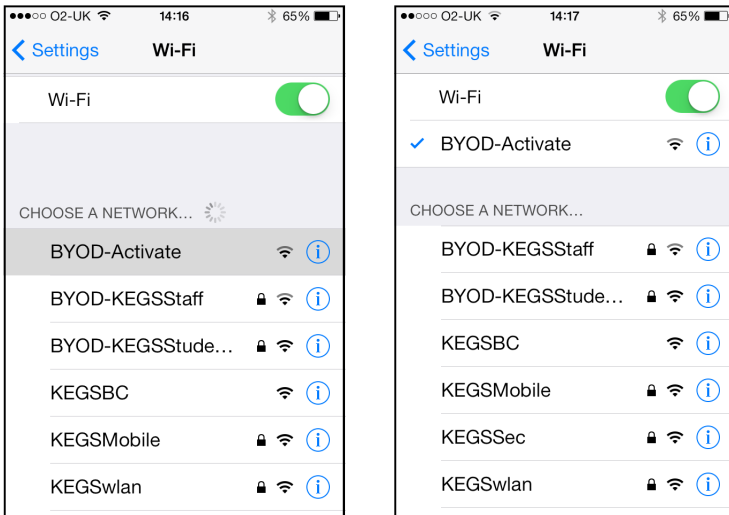 O2-UK 14:16 65%
Settings Wi-Fi
Wi-Fi
CHOOSE A NETWORK...
BYOD-Activate
BYOD-KEGSStaff
BYOD-KEGSStude...
KEGSBC
KEGSMobile
KEGSwlan
O2-UK 14:17 65%
Settings Wi-Fi
Wi-Fi
BYOD-Activate
CHOOSE A NETWORK...
BYOD-KEGSStaff
BYOD-KEGSStude...
KEGSBC
KEGSMobile
KEGSSec
KEGSwlan